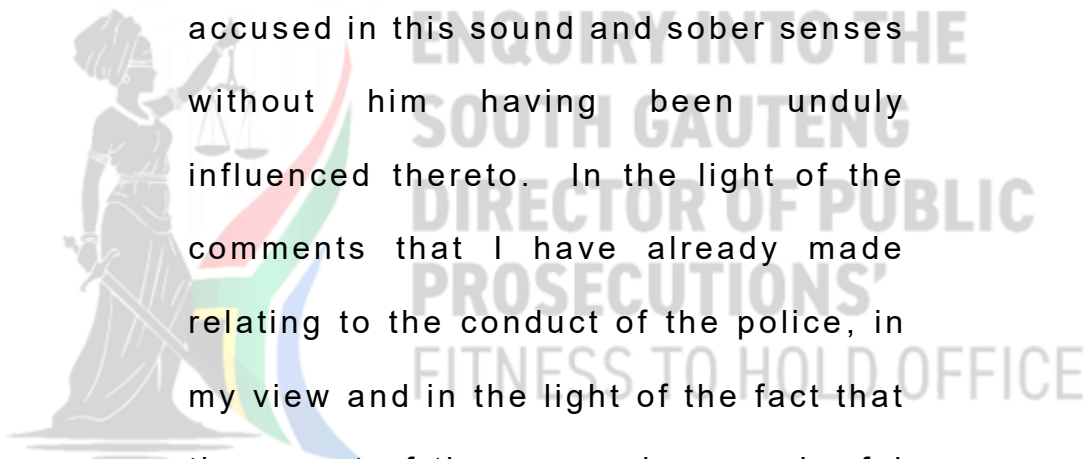 accused in this sound and sober senses
without him having been unduly
influenced thereto. In the light of the
comments that I have already made
relating to the conduct of the police, in
my view and in the light of the fact that
ENQUIRY INTO THE
SOUTH GAUTENG
DIRECTOR OF PUBLIC
PROSECUTIONS'
FITNESS TO HOLD OFFICE